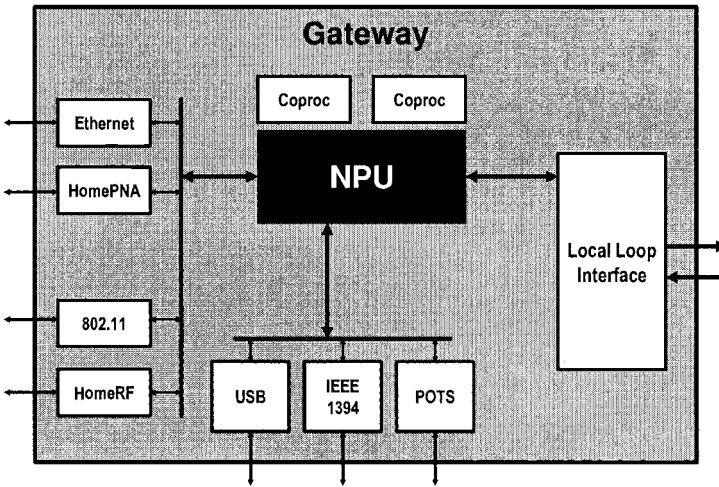 Gateway
Coproc
Coproc
Ethernet
NPU
HomePNA
Local Loop
Interface
802.11
HomeRF
USB
IEEE
1394
POTS